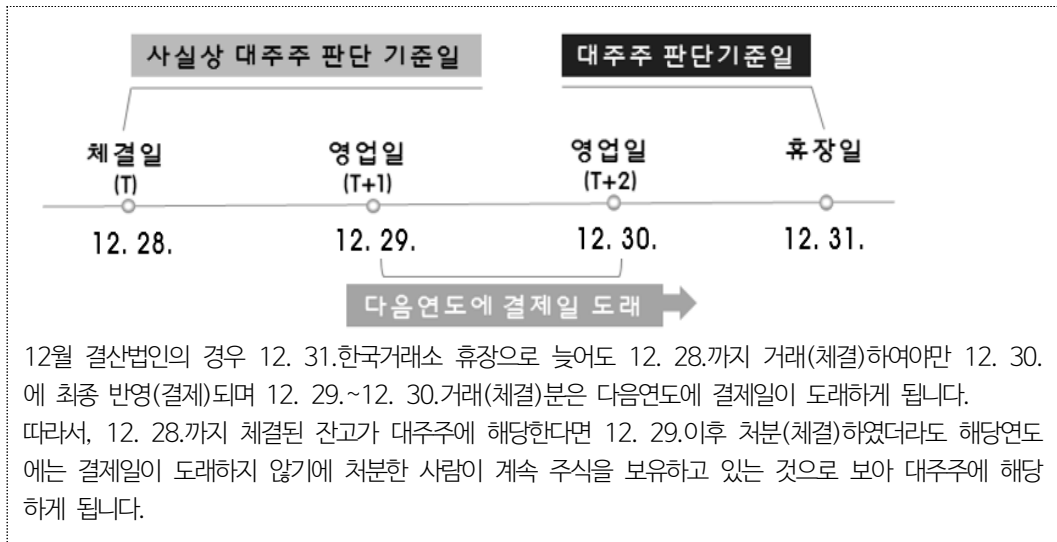 사실상 대주주 판단 기준일
대주주 판단기준일
체결일
(T)
영업일
(T+1)
영업일
(T+2)
휴장일
12. 28.
12. 29.
12. 30.
12. 31.
다음연도에 결제일 도래
12월 결산법인의 경우 12. 31.한국거래소 휴장으로 늦어도 12. 28.까지 거래(체결)하여야만 12. 30.
에 최종 반영(결제)되며 12. 29.~12. 30.거래(체결)분은 다음연도에 결제일이 도래하게 됩니다.
따라서, 12. 28.까지 체결된 잔고가 대주주에 해당한다면 12. 29.이후 처분(체결)하였더라도 해당연도
에는 결제일이 도래하지 않기에 처분한 사람이 계속 주식을 보유하고 있는 것으로 보아 대주주에 해당
하게 됩니다.